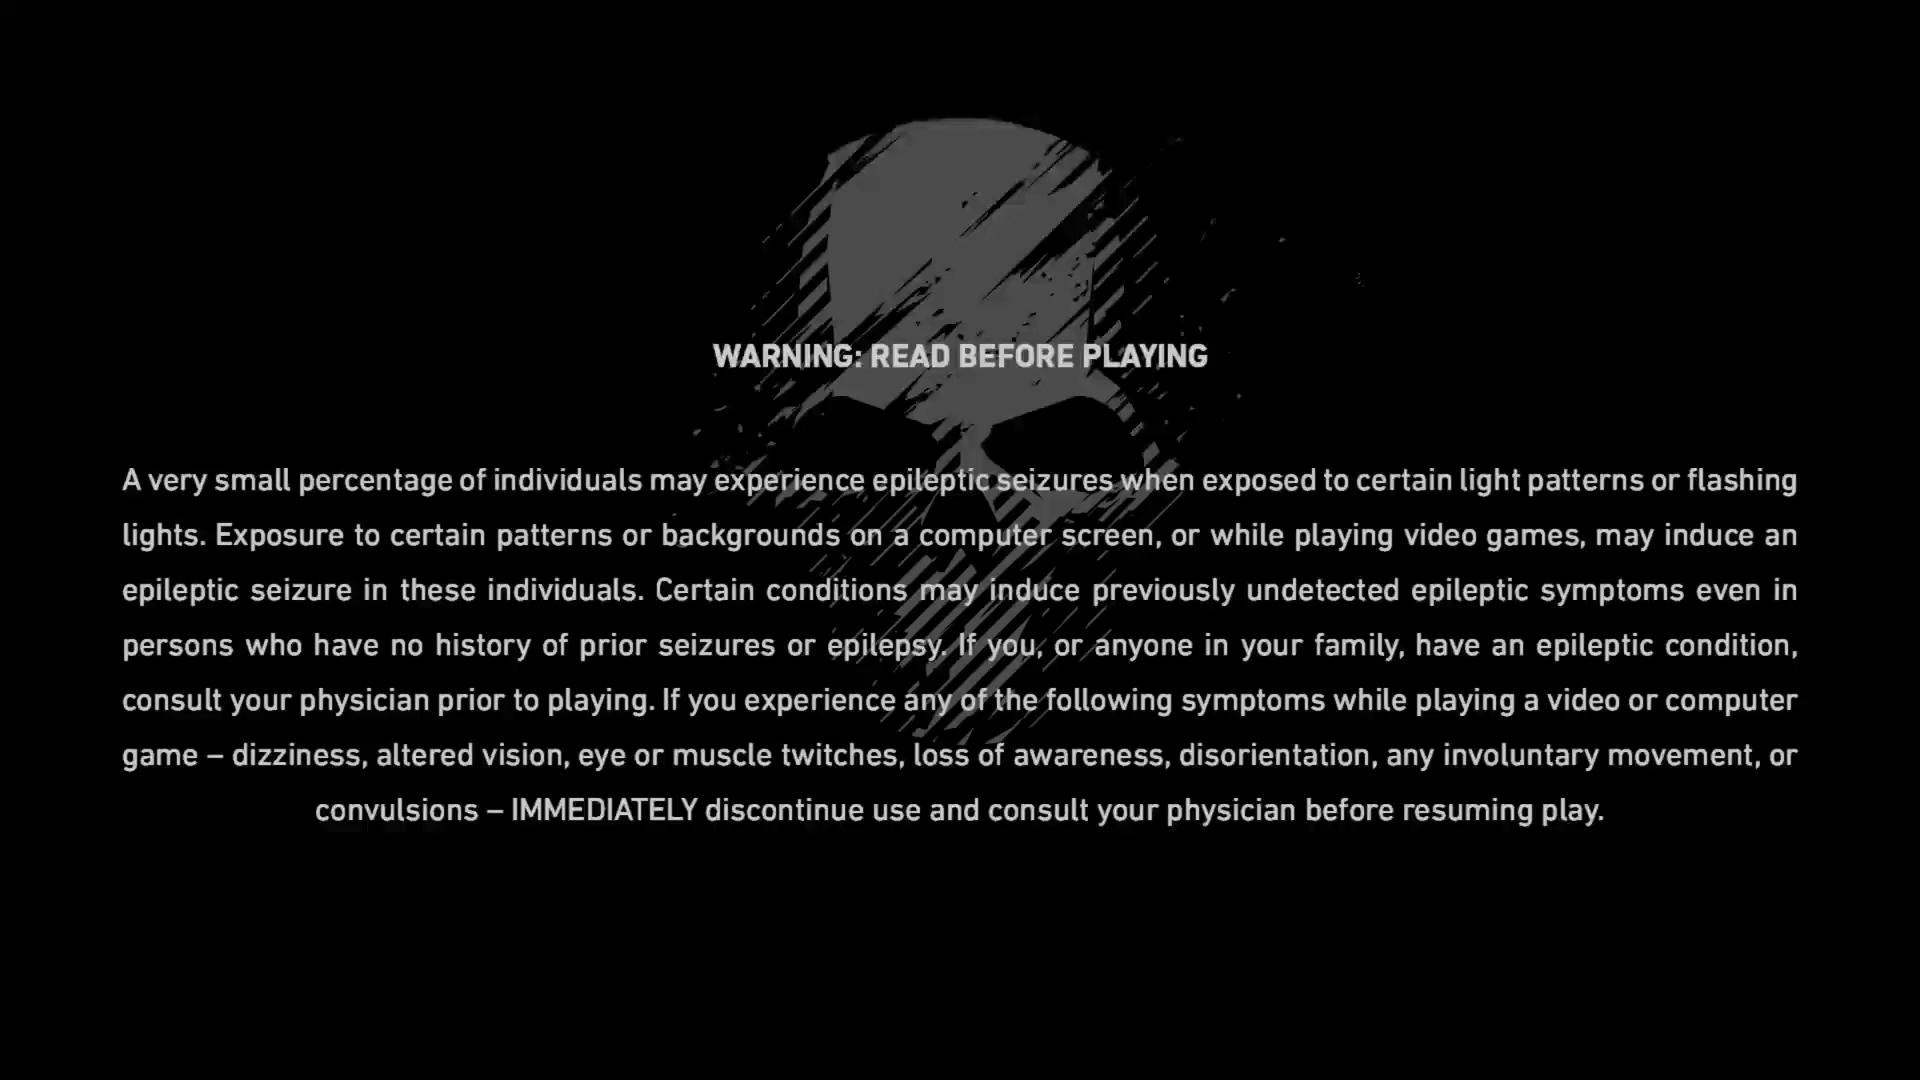 WARNING: READ BEFORE PLAYING
A very small percentage of individuals may experience epileptic seizures when exposed to certain light patterns or flashing
lights. Exposure to certain patterns or backgrounds on a computer screen, or while playing video games, may induce an
epileptic seizure in these individuals. Certain conditions may induce previously undetected epileptic symptoms even in
persons who have no history of prior seizures or epilepsy. If you, or anyone in your family, have an epileptic condition,
consult your physician prior to playing. If you experience any of the following symptoms while playing a video or computer
game – dizziness, altered vision, eye or muscle twitches, loss of awareness, disorientation, any involuntary movement, or
convulsions – IMMEDIATELY discontinue use and consult your physician before resuming play.